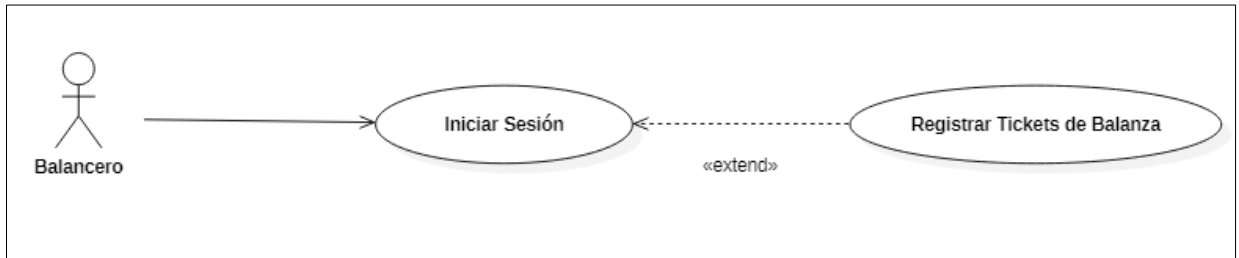 Iniciar Sesión
Registrar Tickets de Balanza
Balancero
«extend»